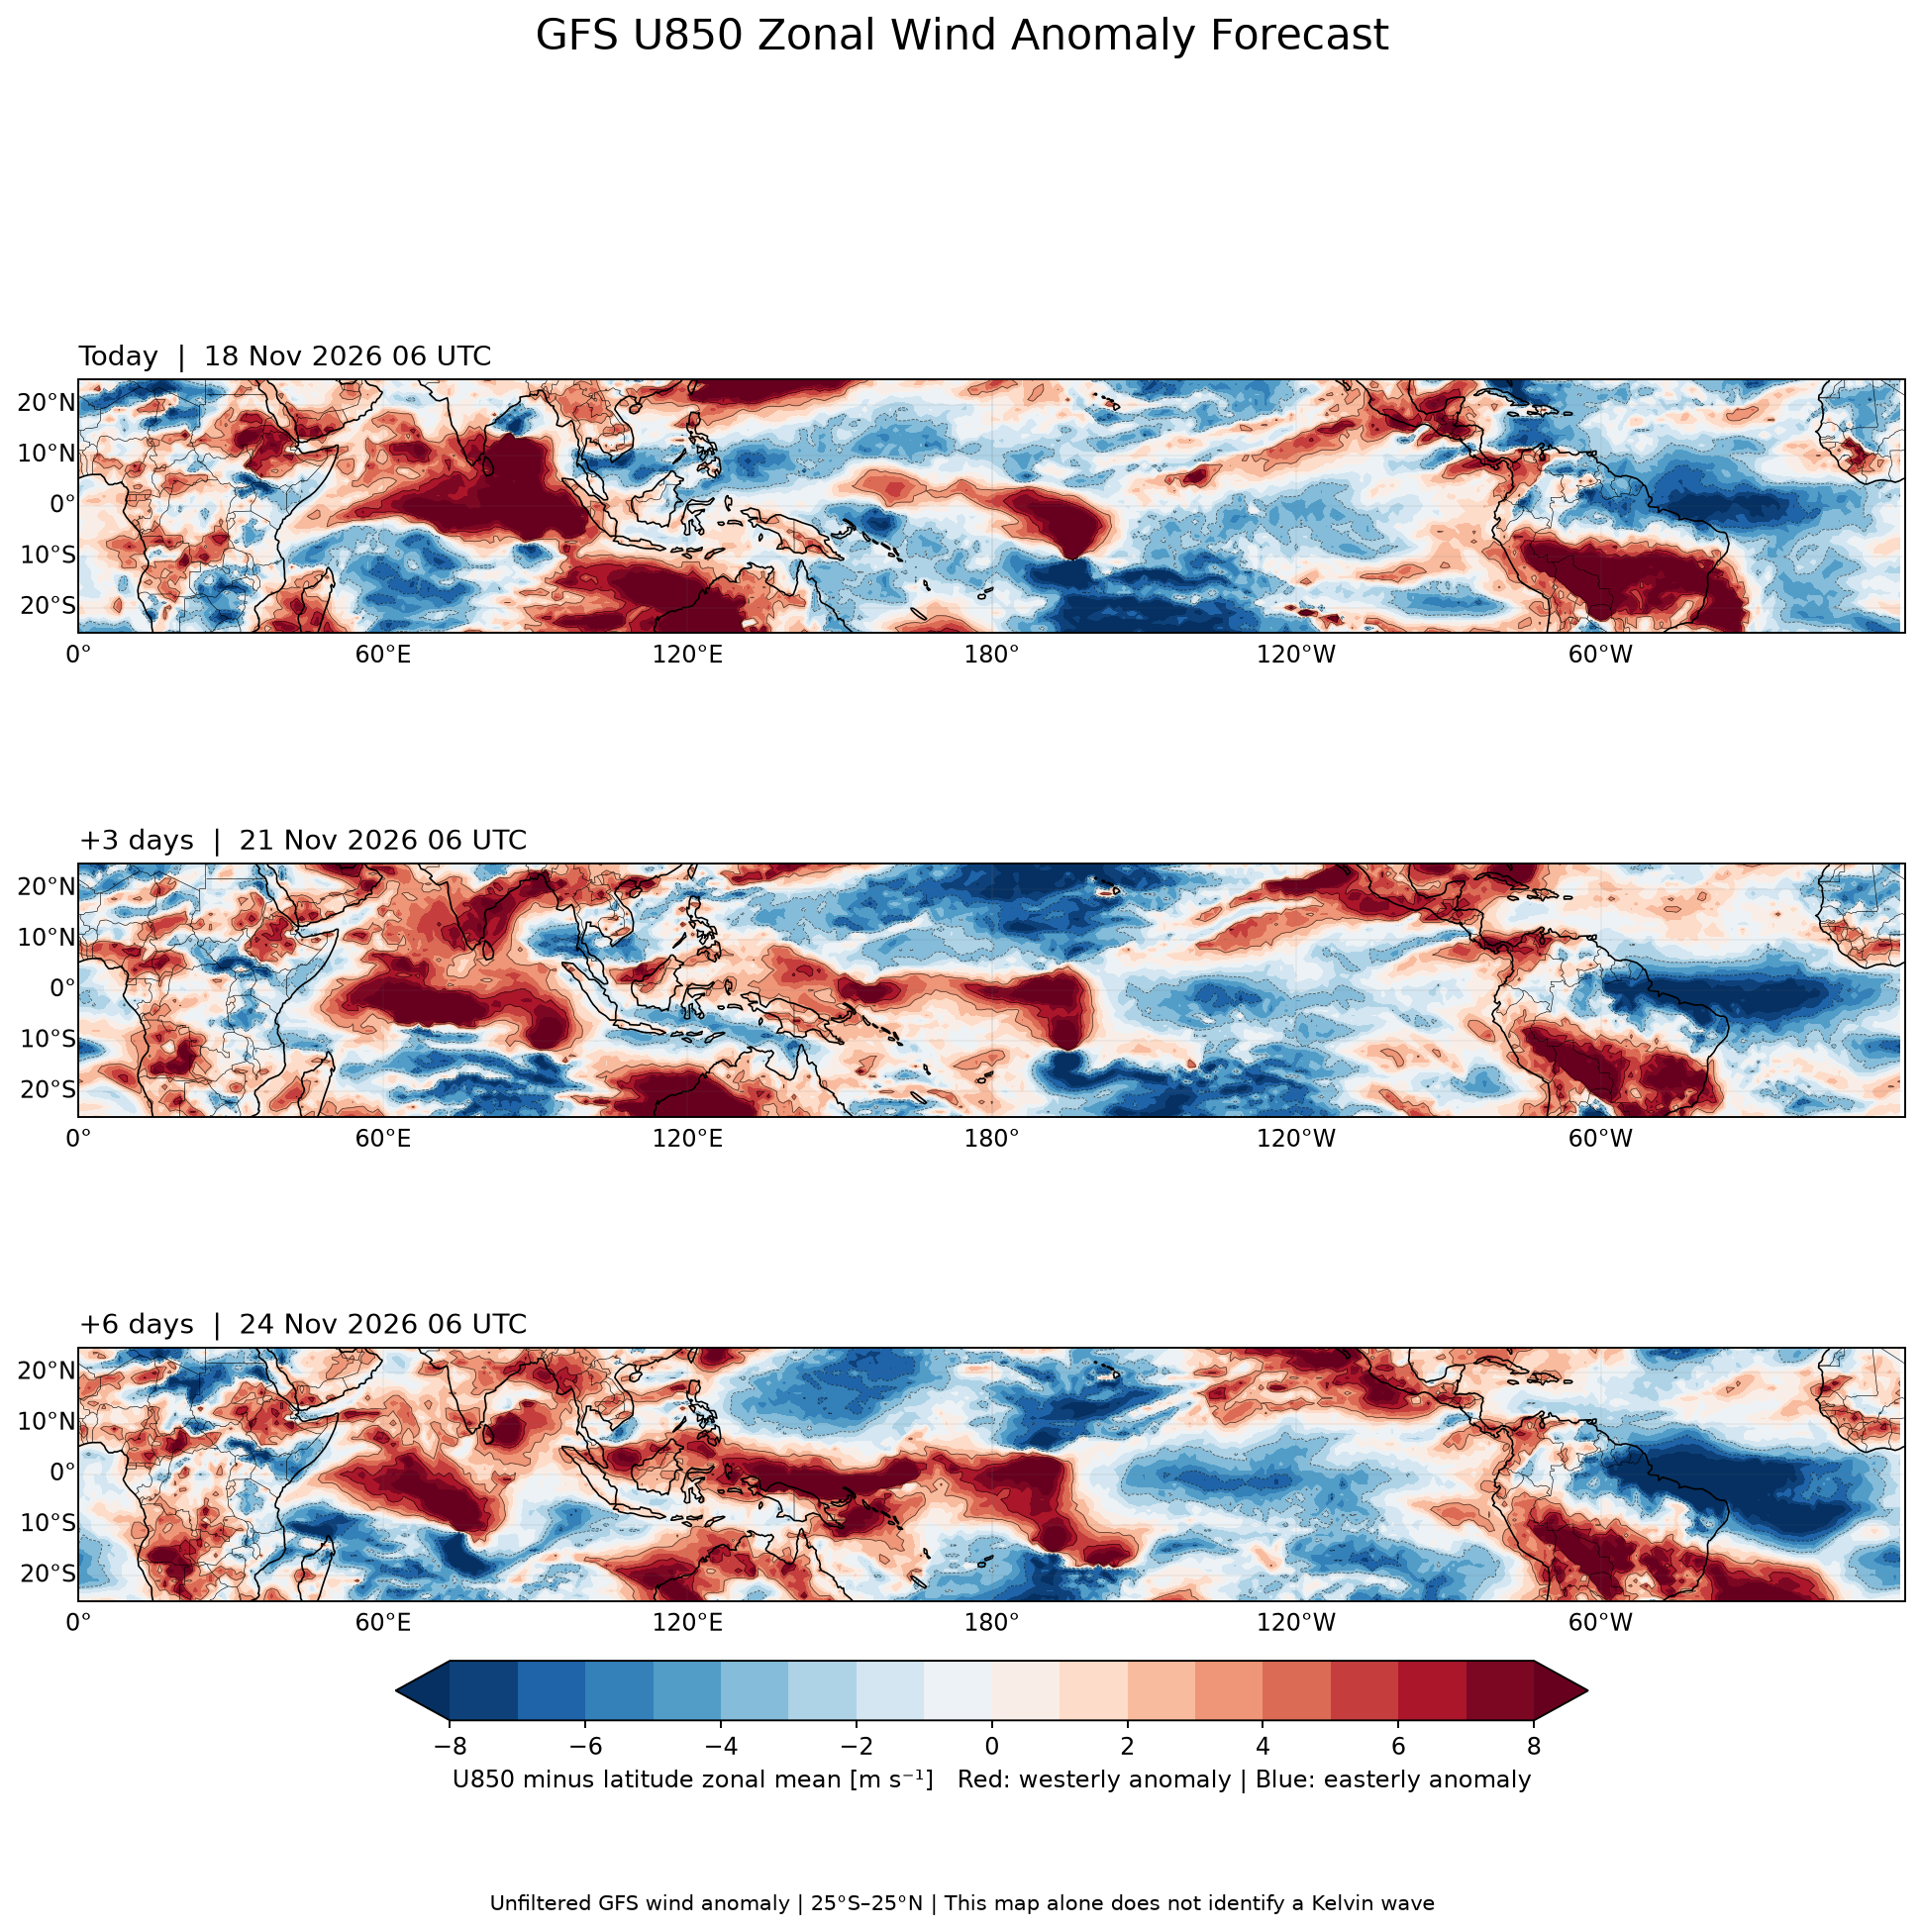 GFS U850 Zonal Wind Anomaly Forecast
Today | 18 Nov 2026 06 UTC
20°N
10°N
0°
10°S
20°S
0° 60°E 120°E 180° 120°W 60°W
+3 days | 21 Nov 2026 06 UTC
20°N
10°N
0°
10°S
20°S
0° 60°E 120°E 180° 120°W 60°W
+6 days | 24 Nov 2026 06 UTC
20°N
10°N
0°
10°S
20°S
0° 60°E 120°E 180° 120°W 60°W
−8 −6 −4 −2 0 2 4 6 8
U850 minus latitude zonal mean [m s⁻¹] Red: westerly anomaly | Blue: easterly anomaly
Unfiltered GFS wind anomaly | 25°S–25°N | This map alone does not identify a Kelvin wave